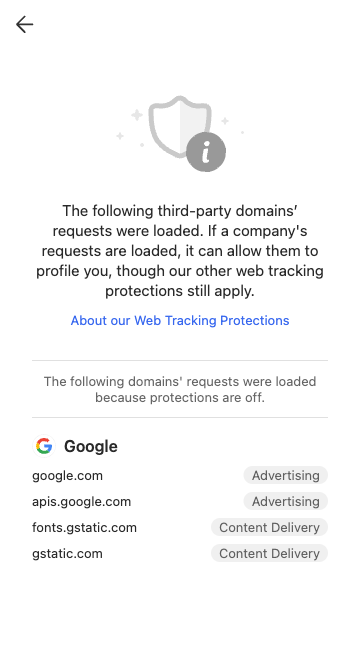 The following third-party domains’
requests were loaded. If a company's
requests are loaded, it can allow them to
profile you, though our other web tracking
protections still apply.
About our Web Tracking Protections
The following domains' requests were loaded
because protections are off.
Google
google.com Advertising
apis.google.com Advertising
fonts.gstatic.com Content Delivery
gstatic.com Content Delivery